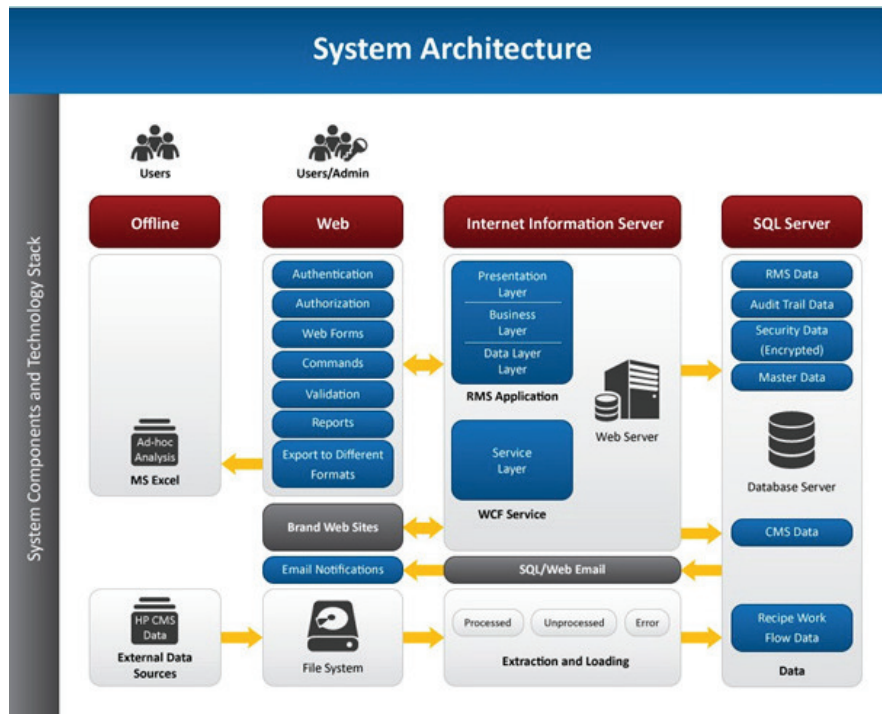 System Architecture
System Components and Technology Stack
Users
Users/Admin
Offline
Web
Internet Information Server
SQL Server
Ad-hoc
Analysis
MS Excel
Authentication
Authorization
Web Forms
Commands
Validation
Reports
Export to Different
Formats
Presentation
Layer
Business
Layer
Data Layer
Layer
RMS Application
Web Server
Service
Layer
WCF Service
RMS Data
Audit Trail Data
Security Data
(Encrypted)
Master Data
Database Server
Brand Web Sites
CMS Data
Email Notifications
SQL/Web Email
HP CMS
Data
External Data
Sources
File System
Processed
Unprocessed
Error
Extraction and Loading
Recipe Work
Flow Data
Data